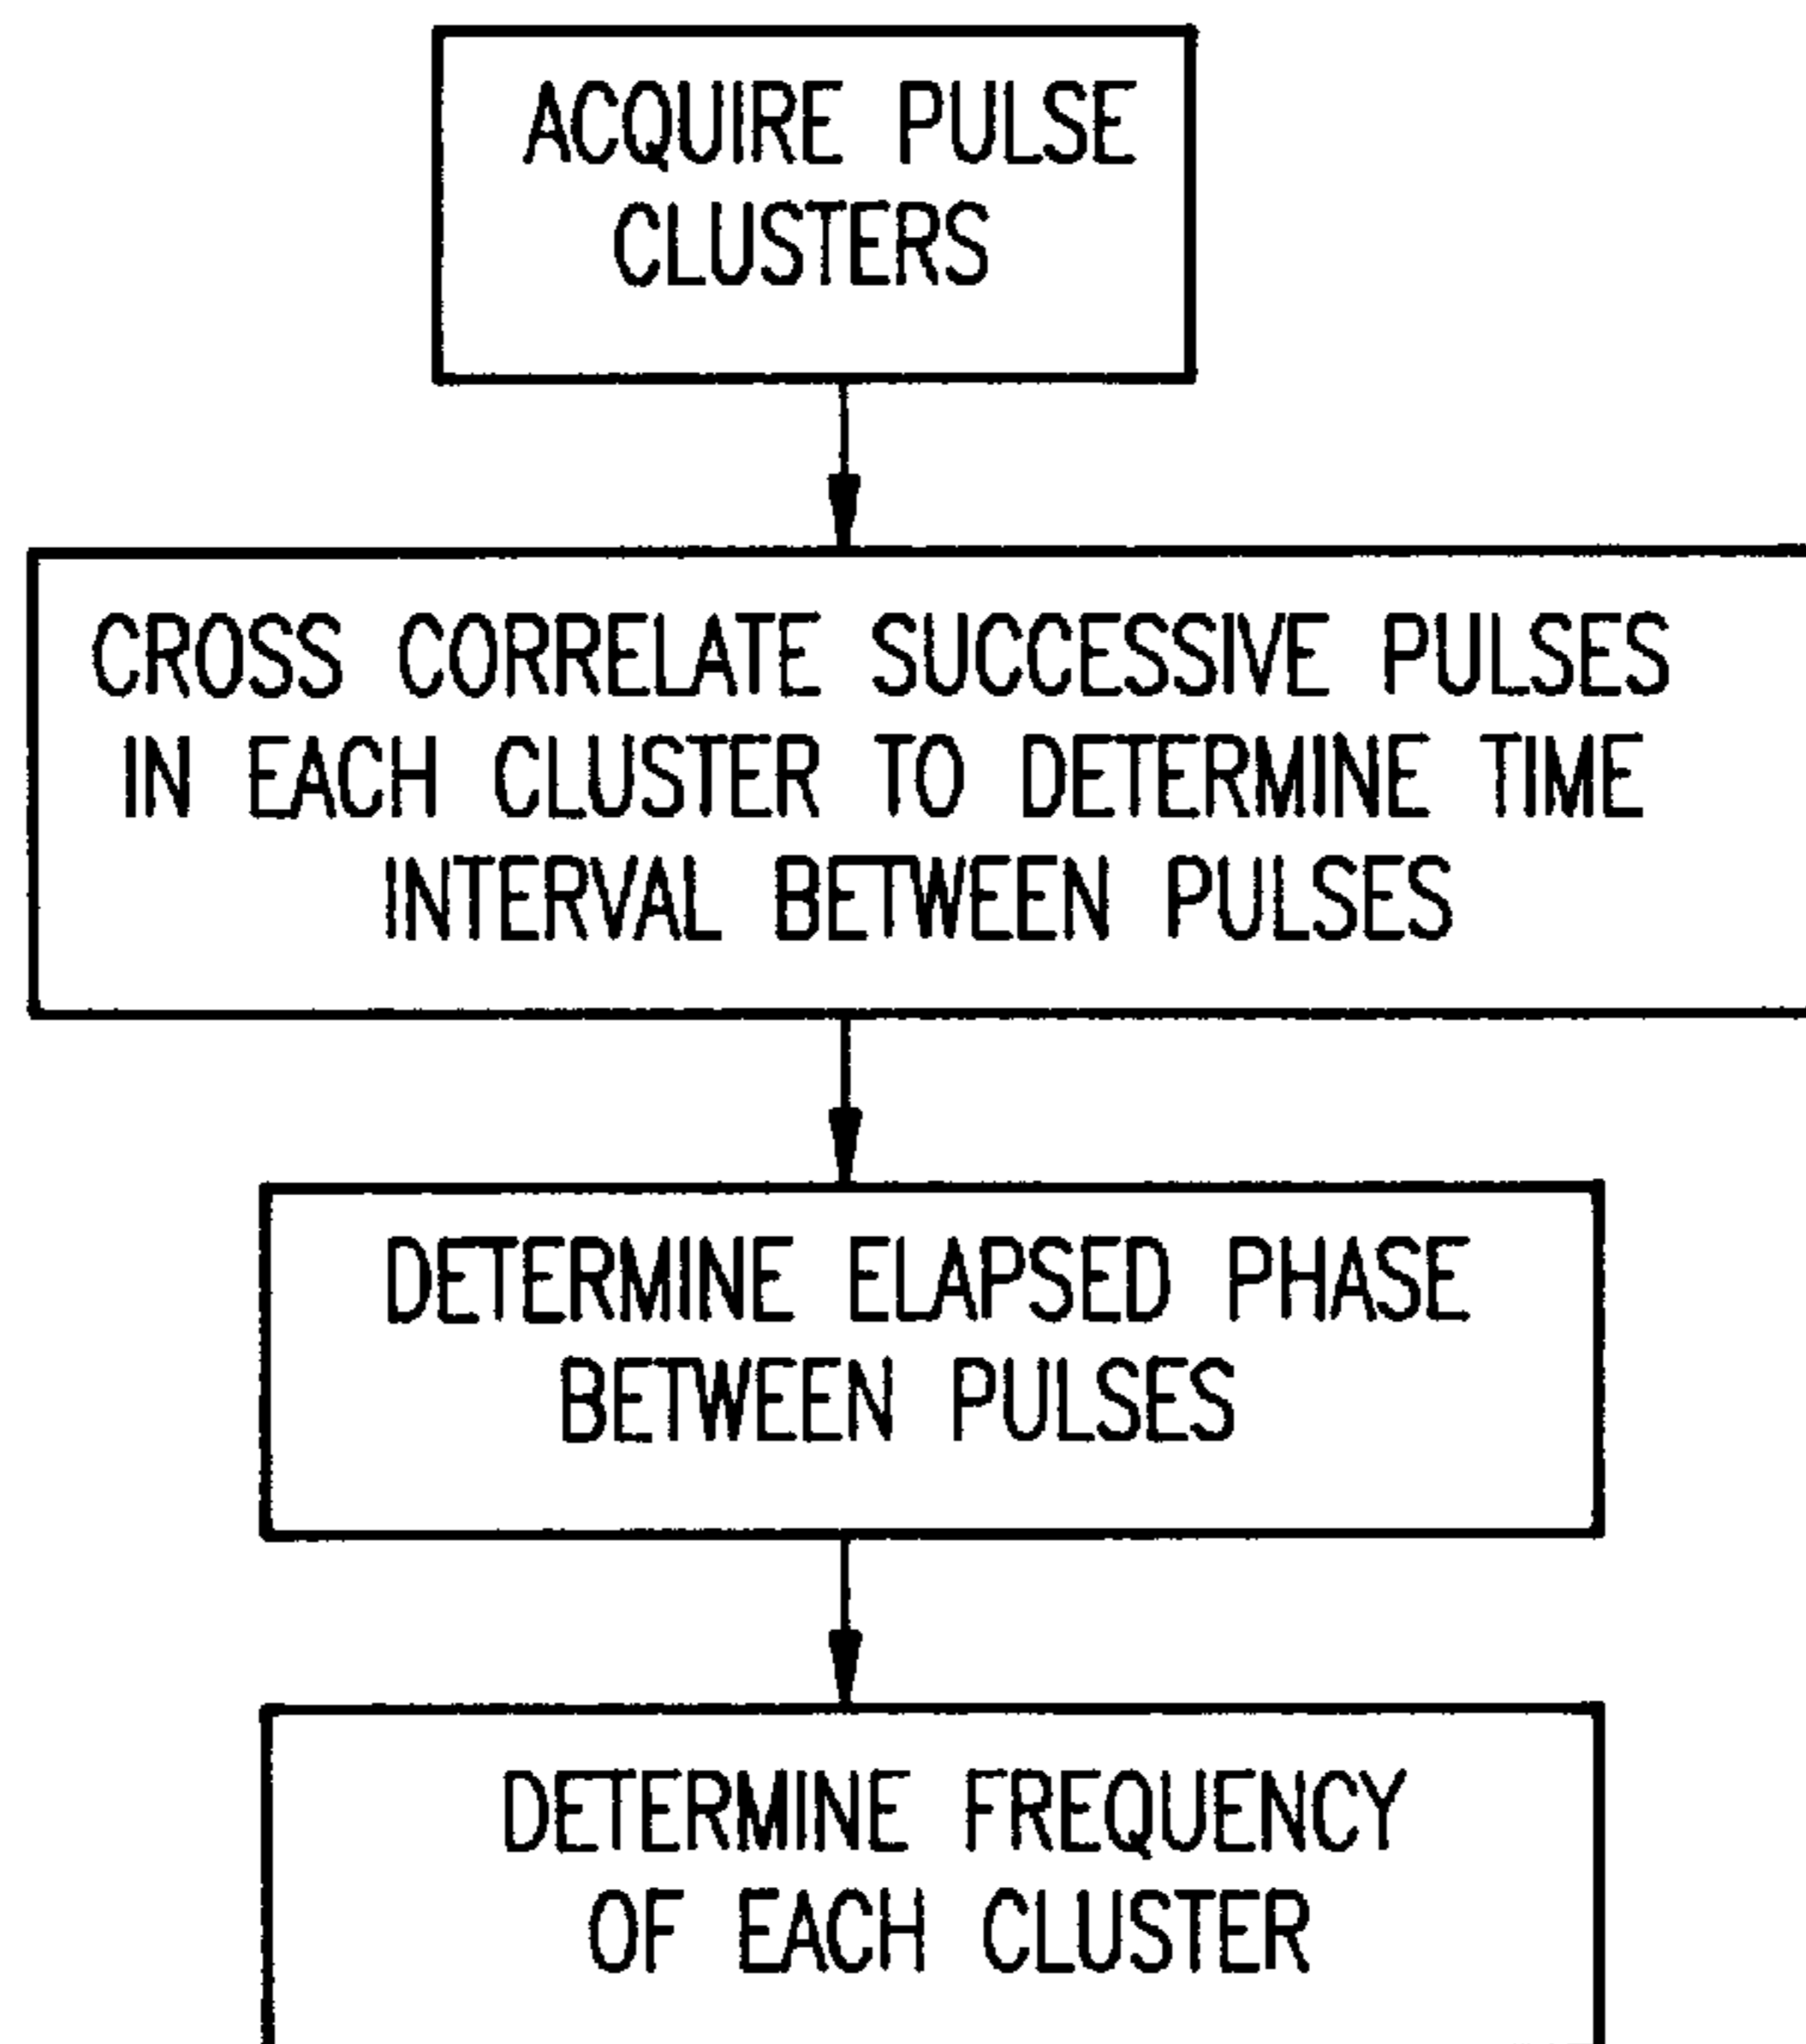 ACQUIRE PULSE
CLUSTERS
CROSS CORRELATE SUCCESSIVE PULSES
IN EACH CLUSTER TO DETERMINE TIME
INTERVAL BETWEEN PULSES
DETERMINE ELAPSED PHASE
BETWEEN PULSES
DETERMINE FREQUENCY
OF EACH CLUSTER